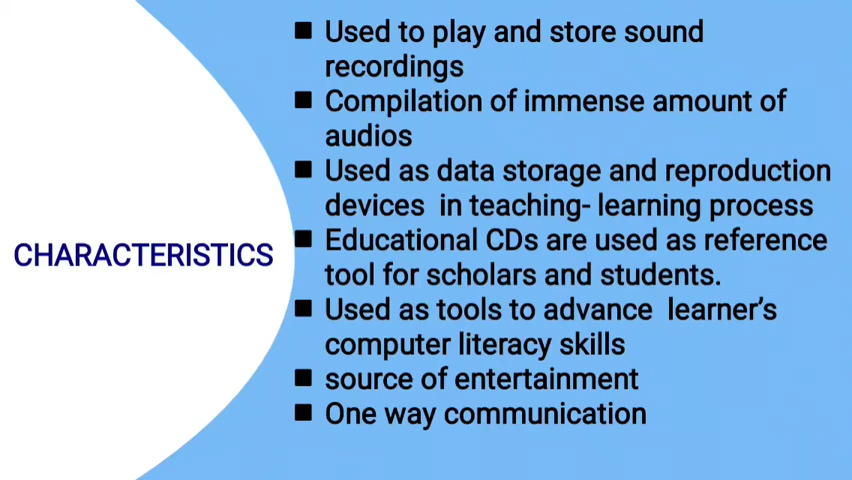 CHARACTERISTICS
■ Used to play and store sound
recordings
■ Compilation of immense amount of
audios
■ Used as data storage and reproduction
devices in teaching- learning process
■ Educational CDs are used as reference
tool for scholars and students.
■ Used as tools to advance learner's
computer literacy skills
■ source of entertainment
■ One way communication